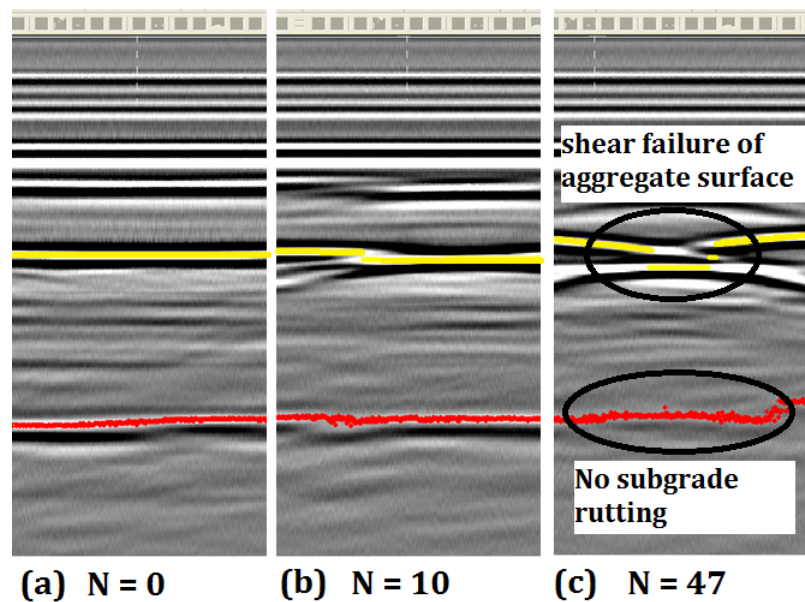 shear failure of
aggregate surface
No subgrade
rutting
(a) N = 0
(b) N = 10
(c) N = 47